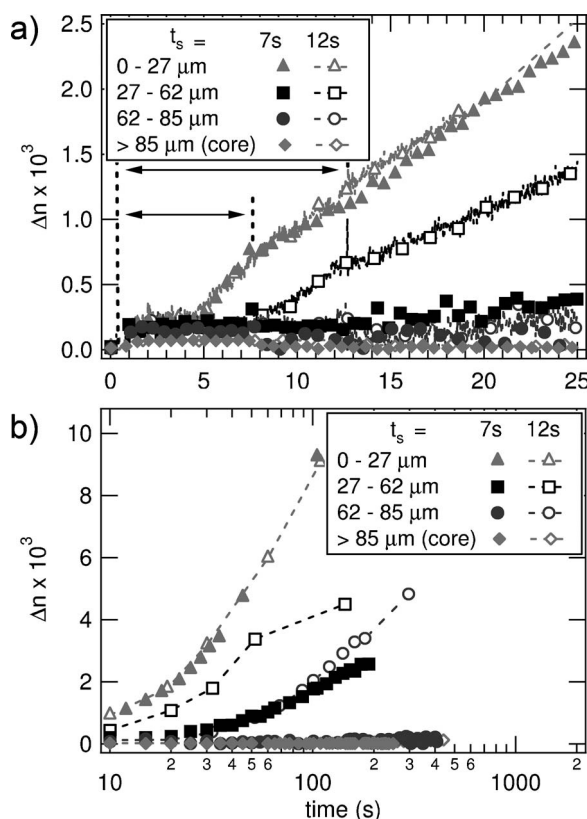 a)
t_s = 7s 12s
0 - 27 μm
27 - 62 μm
62 - 85 μm
> 85 μm (core)
Δn x 10³
2.5
2.0
1.5
1.0
0.5
0.0
0 5 10 15 20 25
b)
t_s = 7s 12s
0 - 27 μm
27 - 62 μm
62 - 85 μm
> 85 μm (core)
Δn x 10³
10
8
6
4
2
0
10 2 3 4 5 6 100 2 3 4 5 6 1000 2
time (s)